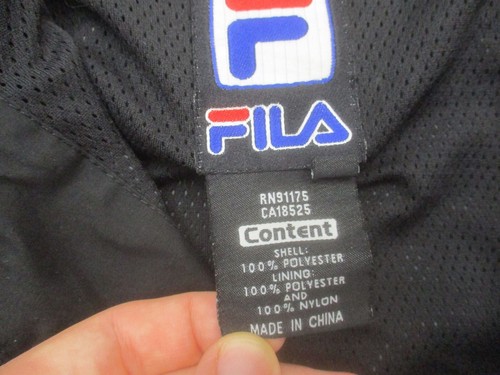 FILA
RN91175
CA18525
Content
SHELL:
100% POLYESTER
LINING:
100% POLYESTER
AND
100% NYLON
MADE IN CHINA